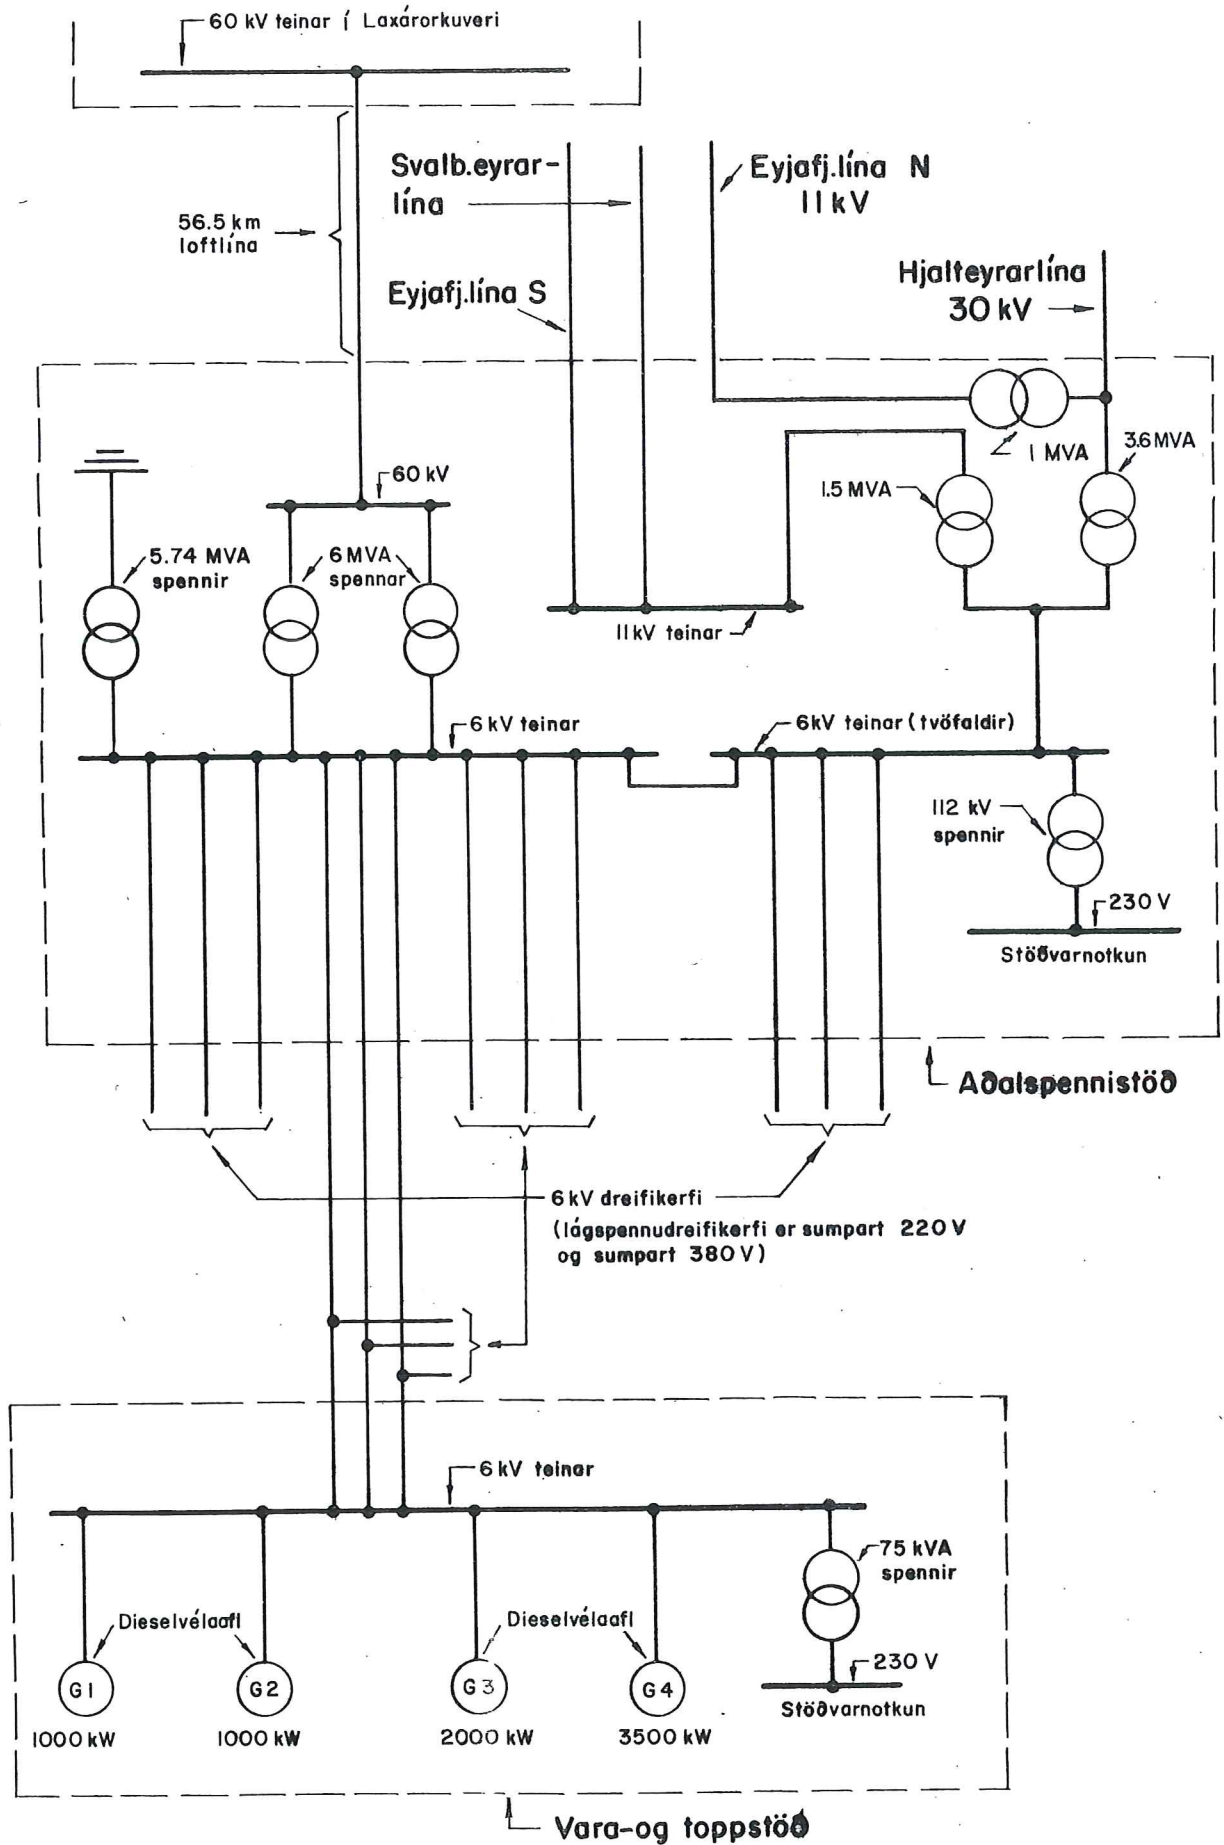 60 kV teinar í Laxárorkuveri
Svalb.eyrar-
lína
Eyjafj.lína N
11 kV
56.5 km
loftlína
Eyjafj.lína S
Hjalteyrarlína
30 kV
1 MVA
3.6 MVA
60 kV
1.5 MVA
5.74 MVA
spennir
6 MVA
spennar
11 kV teinar
6 kV teinar
6 kV teinar (tvöfaldir)
112 kV
spennir
230 V
Stöðvarnotkun
Aðalspennistöð
6 kV dreifikerfi
(lágspennudreifikerfi er sumpart 220 V
og sumpart 380 V)
6 kV teinar
75 kVA
spennir
Dieselvélaafl
Dieselvélaafl
230 V
G1
G2
G3
G4
Stöðvarnotkun
1000 kW
1000 kW
2000 kW
3500 kW
Vara-og toppstöð